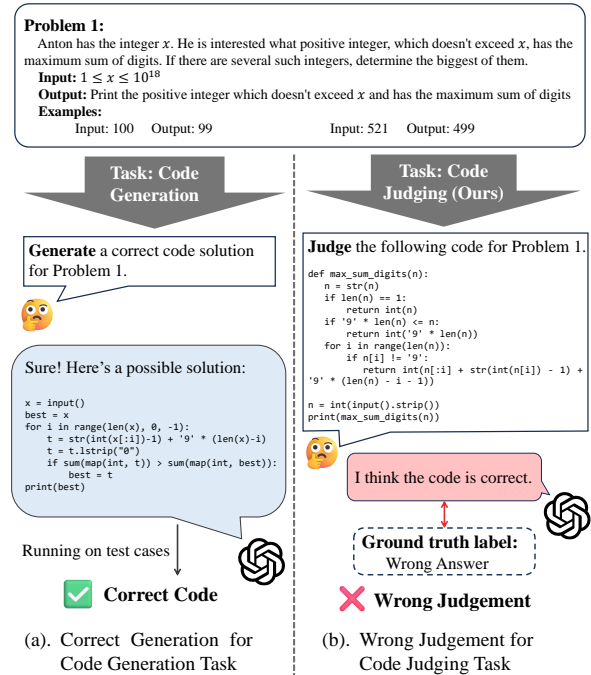 Problem 1:
Anton has the integer x. He is interested what positive integer, which doesn't exceed x, has the
maximum sum of digits. If there are several such integers, determine the biggest of them.
Input: 1 ≤ x ≤ 10¹⁸
Output: Print the positive integer which doesn't exceed x and has the maximum sum of digits
Examples:
Input: 100 Output: 99 Input: 521 Output: 499
Task: Code
Generation
Generate a correct code solution
for Problem 1.
Sure! Here's a possible solution:
x = input()
best = x
for i in range(len(x), 0, -1):
    t = str(int(x[:i])-1) + '9' * (len(x)-i)
    t = t.lstrip("0")
    if sum(map(int, t)) > sum(map(int, best)):
        best = t
print(best)
Running on test cases
Correct Code
(a). Correct Generation for
Code Generation Task
Task: Code
Judging (Ours)
Judge the following code for Problem 1.
def max_sum_digits(n):
    n = str(n)
    if len(n) == 1:
        return int(n)
    if '9' * len(n) <= n:
        return int('9' * len(n))
    for i in range(len(n)):
        if n[i] != '9':
            return int(n[:i] + str(int(n[i]) - 1) +
'9' * (len(n) - i - 1))
n = int(input().strip())
print(max_sum_digits(n))
I think the code is correct.
Ground truth label:
Wrong Answer
Wrong Judgement
(b). Wrong Judgement for
Code Judging Task